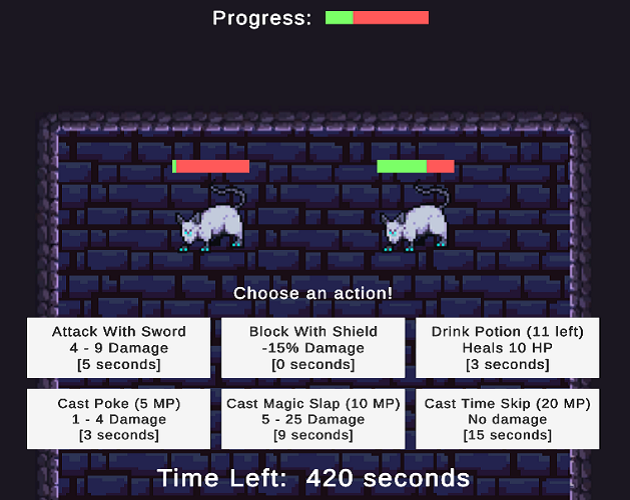 Progress:
Choose an action!
Attack With Sword
4 - 9 Damage
[5 seconds]
Block With Shield
-15% Damage
[0 seconds]
Drink Potion (11 left)
Heals 10 HP
[3 seconds]
Cast Poke (5 MP)
1 - 4 Damage
[3 seconds]
Cast Magic Slap (10 MP)
5 - 25 Damage
[9 seconds]
Cast Time Skip (20 MP)
No damage
[15 seconds]
Time Left: 420 seconds